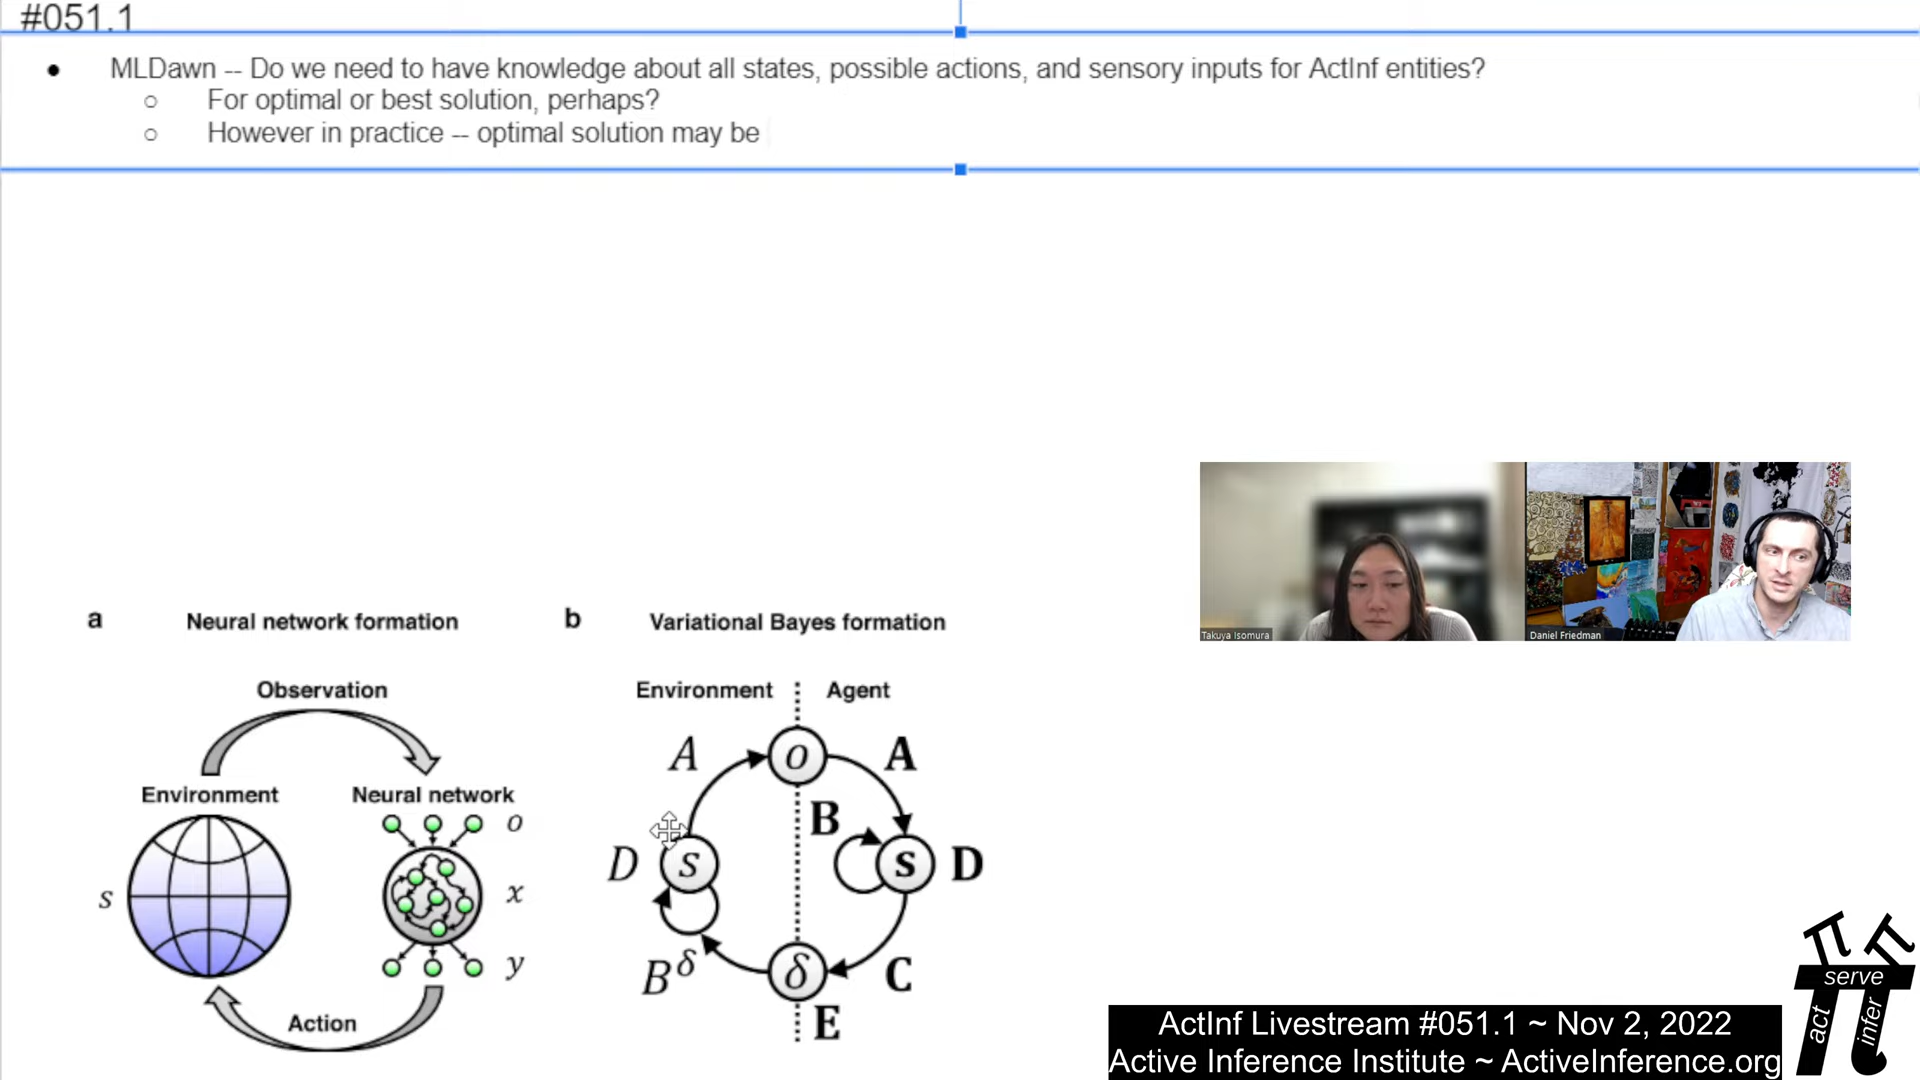 #051.1
● MLDawn -- Do we need to have knowledge about all states, possible actions, and sensory inputs for ActInf entities?
○ For optimal or best solution, perhaps?
○ However in practice -- optimal solution may be
Takuya Isomura
Daniel Friedman
a Neural network formation
Observation
Environment
Neural network
s
o
x
y
Action
b Variational Bayes formation
Environment
Agent
A
o
A
B
D
s
s
D
B^δ
δ
C
E
act
serve
infer
ActInf Livestream #051.1 ~ Nov 2, 2022
Active Inference Institute ~ ActiveInference.org